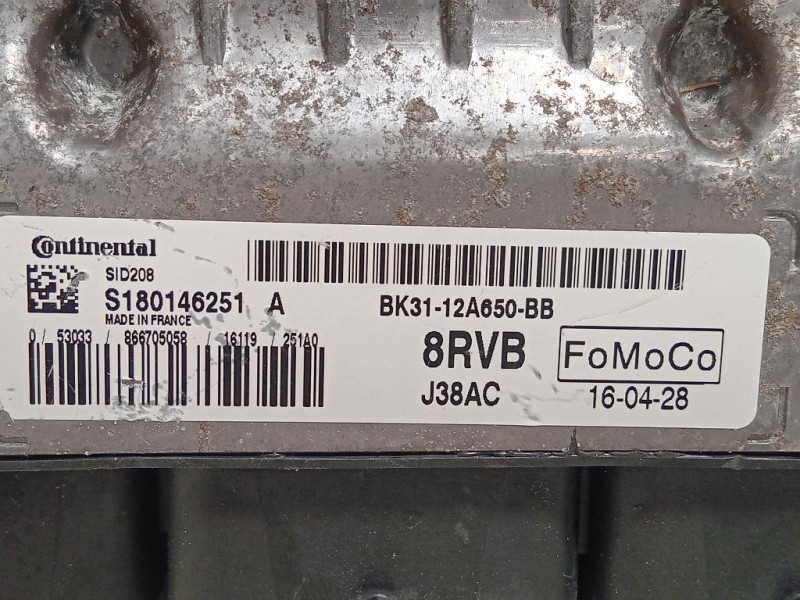 Continental
SID208
S180146251 A
MADE IN FRANCE
0 / 53033 / 866705058 / 16119 / 251A0
BK31-12A650-BB
8RVB
FoMoCo
J38AC
16-04-28